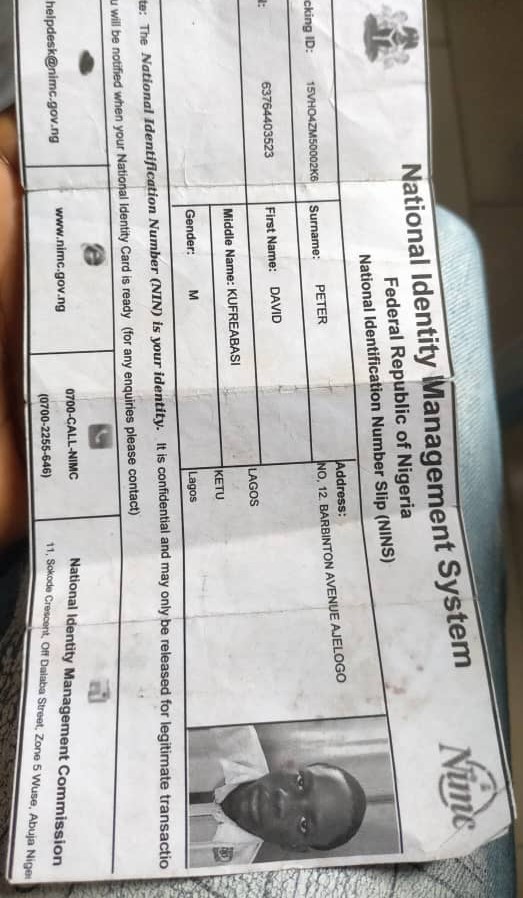 National Identity Management System
Federal Republic of Nigeria
National Identification Number Slip (NINS)
Nimc
cking ID: 15VHO4ZM50002K6
Surname: PETER
Address:
NO, 12. BARBINTON AVENUE AJELOGO
63764403523
First Name: DAVID
LAGOS
Middle Name: KUFREABASI
KETU
Gender: M
Lagos
te: The National Identification Number (NIN) is your identity. It is confidential and may only be released for legitimate transactio
u will be notified when your National Identity Card is ready (for any enquiries please contact)
helpdesk@nimc.gov.ng
www.nimc.gov.ng
0700-CALL-NIMC
(0700-2255-646)
National Identity Management Commission
11, Sokode Crescent, Off Dalaba Street, Zone 5 Wuse, Abuja Nige